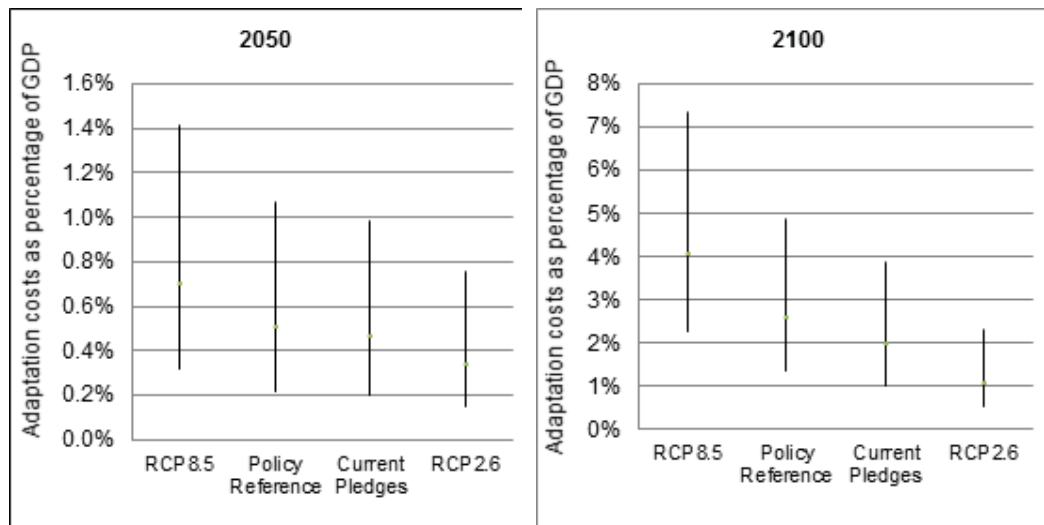 2050
Adaptation costs as percentage of GDP
1.6%
1.4%
1.2%
1.0%
0.8%
0.6%
0.4%
0.2%
0.0%
RCP8.5
Policy
Reference
Current
Pledges
RCP2.6
2100
Adaptation costs as percentage of GDP
8%
7%
6%
5%
4%
3%
2%
1%
0%
RCP8.5
Policy
Reference
Current
Pledges
RCP2.6